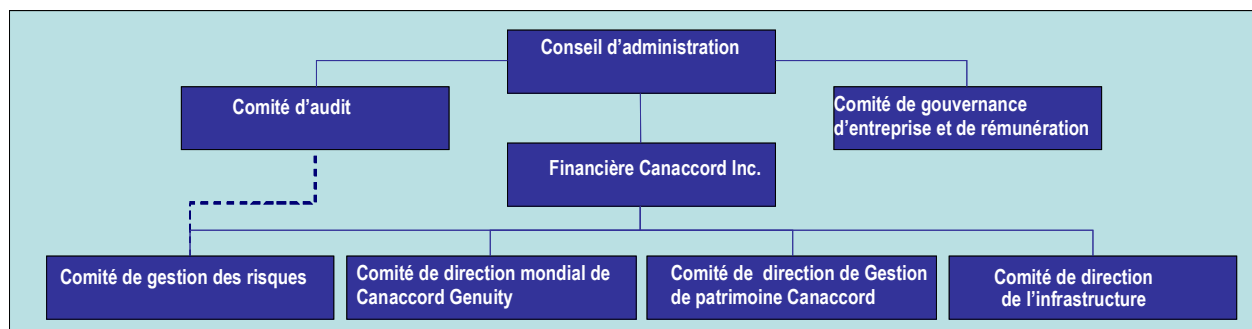 Conseil d'administration
Comité d'audit
Comité de gouvernance
d'entreprise et de rémunération
Financière Canaccord Inc.
Comité de gestion des risques
Comité de direction mondial de
Canaccord Genuity
Comité de direction de Gestion
de patrimoine Canaccord
Comité de direction
de l'infrastructure